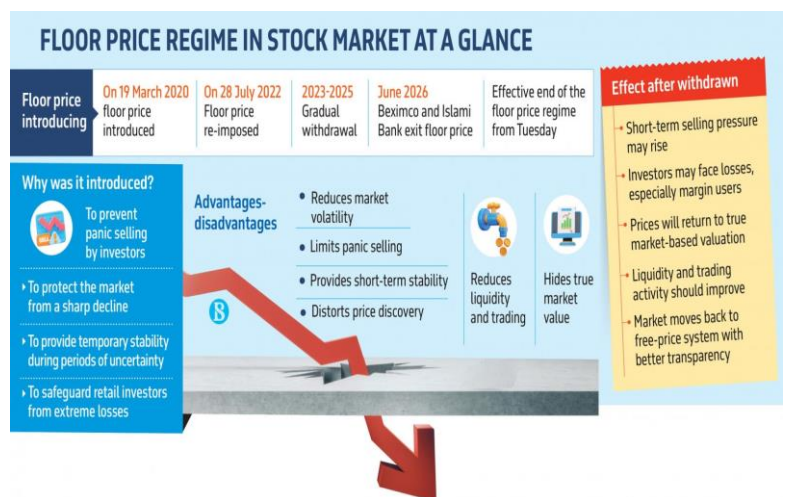 FLOOR PRICE REGIME IN STOCK MARKET AT A GLANCE
Floor price
introducing
On 19 March 2020
floor price
introduced
On 28 July 2022
Floor price
re-imposed
2023-2025
Gradual
withdrawal
June 2026
Beximco and Islami
Bank exit floor price
Effective end of the
floor price regime
from Tuesday
Why was it introduced?
To prevent
panic selling
by investors
To protect the market
from a sharp decline
To provide temporary stability
during periods of uncertainty
To safeguard retail investors
from extreme losses
Advantages-
disadvantages
Reduces market
volatility
Limits panic selling
Provides short-term stability
Distorts price discovery
Reduces
liquidity
and trading
Hides true
market
value
Effect after withdrawn
Short-term selling pressure
may rise
Investors may face losses,
especially margin users
Prices will return to true
market-based valuation
Liquidity and trading
activity should improve
Market moves back to
free-price system with
better transparency